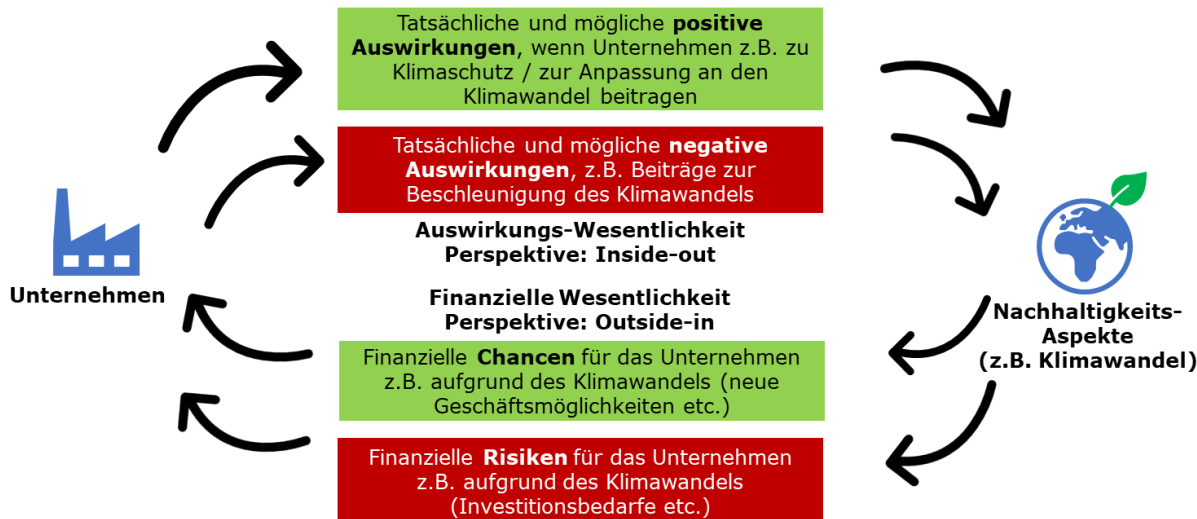 Tatsächliche und mögliche positive
Auswirkungen, wenn Unternehmen z.B. zu
Klimaschutz / zur Anpassung an den
Klimawandel beitragen
Tatsächliche und mögliche negative
Auswirkungen, z.B. Beiträge zur
Beschleunigung des Klimawandels
Auswirkungs-Wesentlichkeit
Perspektive: Inside-out
Unternehmen
Finanzielle Wesentlichkeit
Perspektive: Outside-in
Nachhaltigkeits-
Aspekte
(z.B. Klimawandel)
Finanzielle Chancen für das Unternehmen
z.B. aufgrund des Klimawandels (neue
Geschäftsmöglichkeiten etc.)
Finanzielle Risiken für das Unternehmen
z.B. aufgrund des Klimawandels
(Investitionsbedarfe etc.)